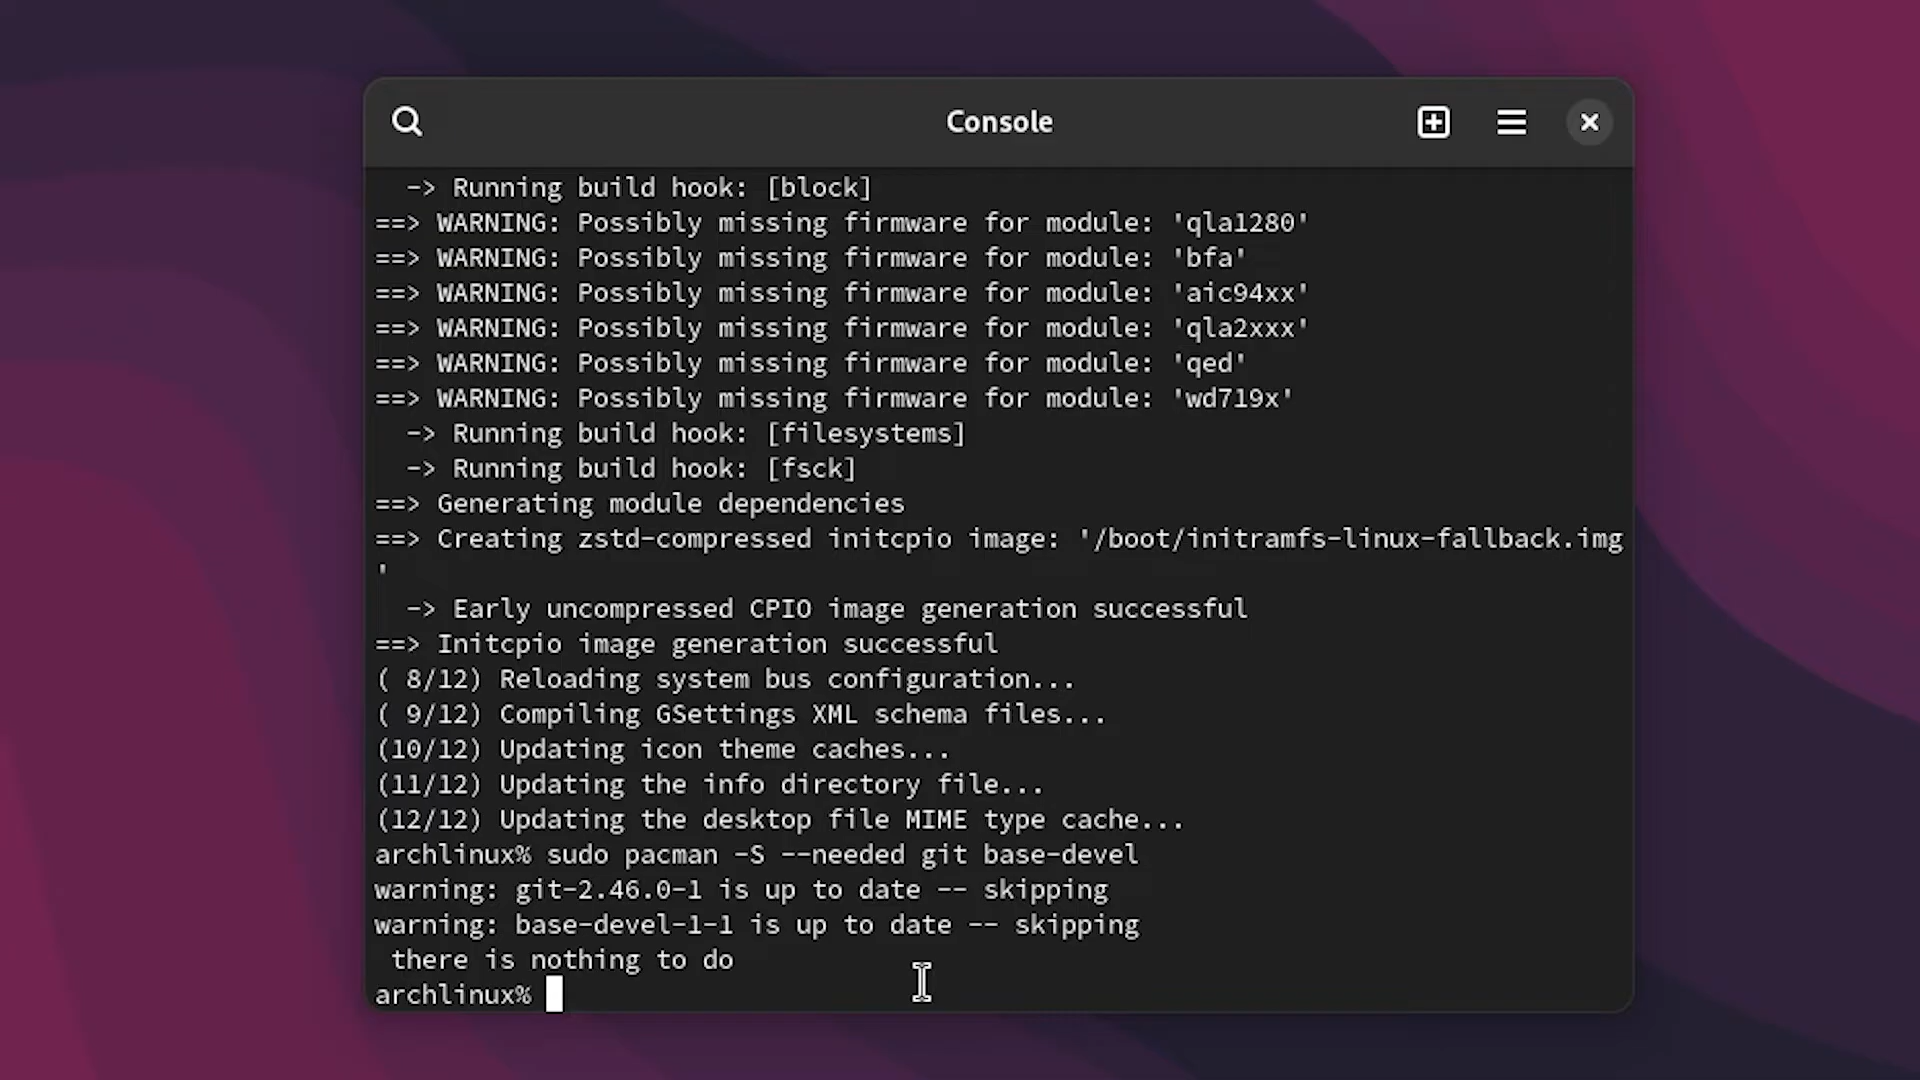 Console
-> Running build hook: [block]
==> WARNING: Possibly missing firmware for module: 'qla1280'
==> WARNING: Possibly missing firmware for module: 'bfa'
==> WARNING: Possibly missing firmware for module: 'aic94xx'
==> WARNING: Possibly missing firmware for module: 'qla2xxx'
==> WARNING: Possibly missing firmware for module: 'qed'
==> WARNING: Possibly missing firmware for module: 'wd719x'
-> Running build hook: [filesystems]
-> Running build hook: [fsck]
==> Generating module dependencies
==> Creating zstd-compressed initcpio image: '/boot/initramfs-linux-fallback.img
'
-> Early uncompressed CPIO image generation successful
==> Initcpio image generation successful
( 8/12) Reloading system bus configuration...
( 9/12) Compiling GSettings XML schema files...
(10/12) Updating icon theme caches...
(11/12) Updating the info directory file...
(12/12) Updating the desktop file MIME type cache...
archlinux% sudo pacman -S --needed git base-devel
warning: git-2.46.0-1 is up to date -- skipping
warning: base-devel-1-1 is up to date -- skipping
there is nothing to do
archlinux%